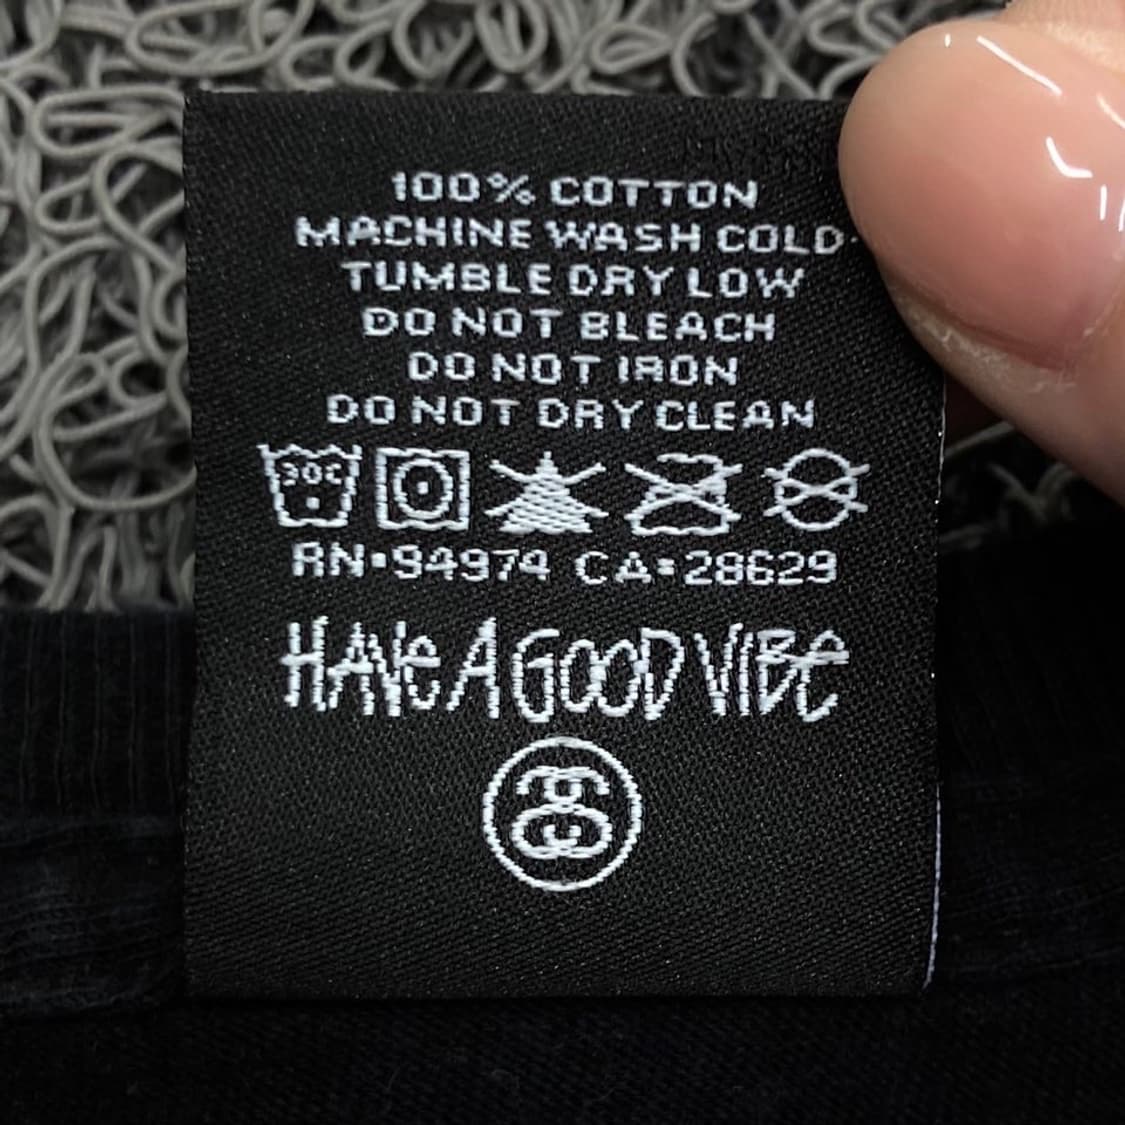 100% COTTON
MACHINE WASH COLD
TUMBLE DRY LOW
DO NOT BLEACH
DO NOT IRON
DO NOT DRY CLEAN
30C
RN#94974 CA#28629
HAVE A GOOD VIBE